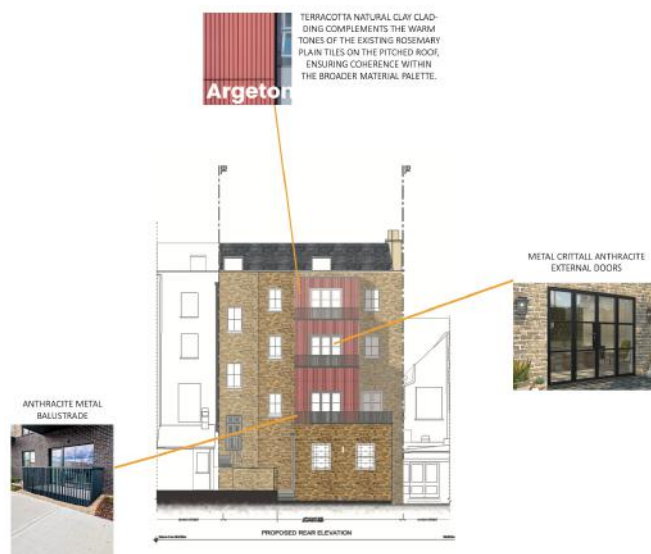 TERRACOTTA NATURAL CLAY CLAD-
DING COMPLEMENTS THE WARM
TONES OF THE EXISTING ROSEMARY
PLAIN TILES ON THE PITCHED ROOF,
ENSURING COHERENCE WITHIN
THE BROADER MATERIAL PALETTE.
Argeton
METAL CRITTALL ANTHRACITE
EXTERNAL DOORS
ANTHRACITE METAL
BALUSTRADE
PROPOSED REAR ELEVATION